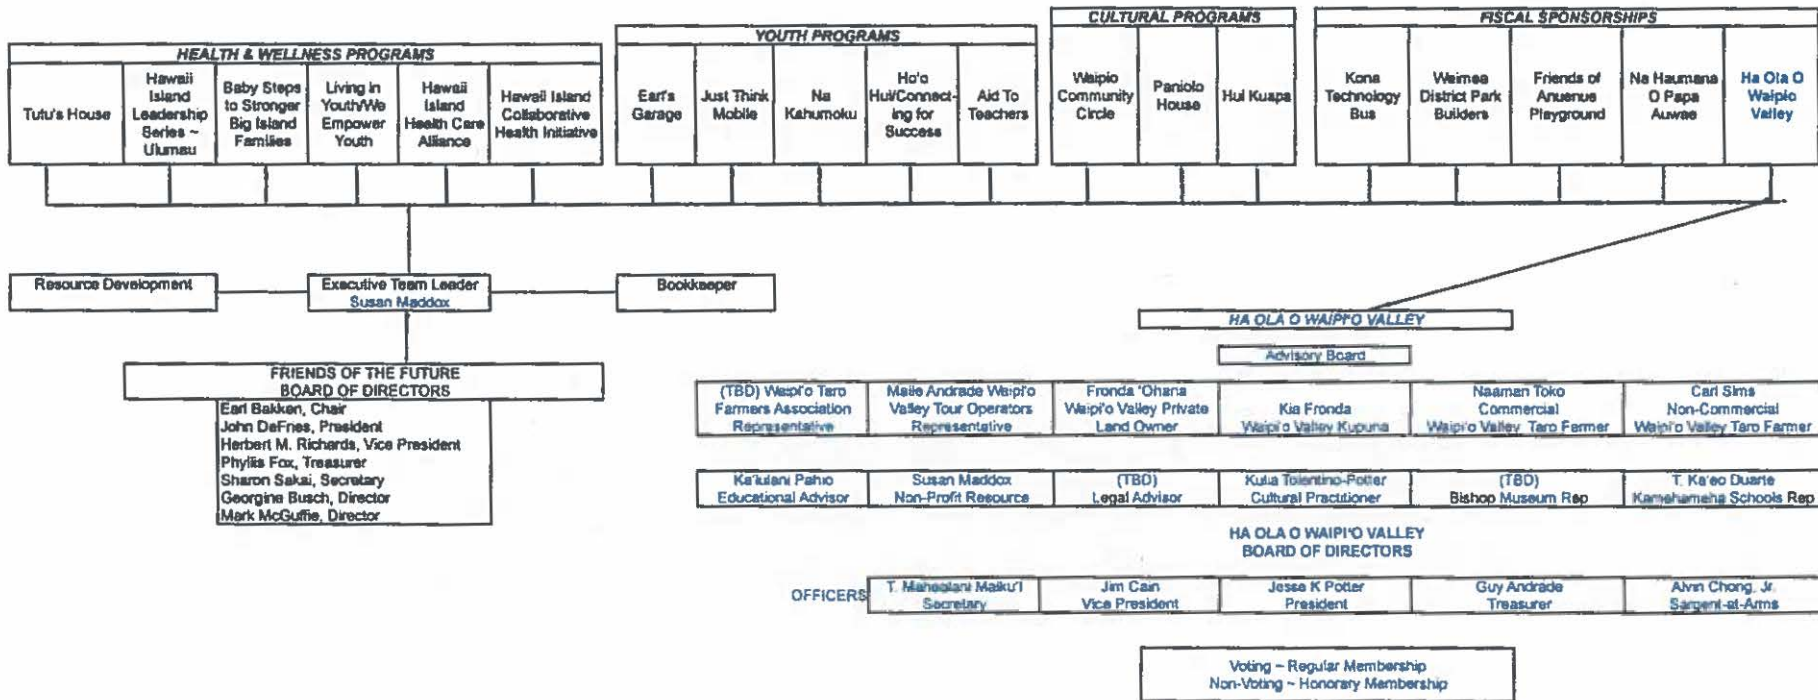 HEALTH & WELLNESS PROGRAMS
Tutu's House
Hawaii
Island
Leadership
Series ~
Ulumau
Baby Steps
to Stronger
Big Island
Families
Living In
Youth/We
Empower
Youth
Hawaii
Island
Health Care
Alliance
Hawaii Island
Collaborative
Health Initiative
YOUTH PROGRAMS
Earl's
Garage
Just Think
Mobile
Na
Kahumoku
Ho'o
Hui/Connect-
ing for
Success
Aid To
Teachers
CULTURAL PROGRAMS
Waipio
Community
Circle
Paniolo
House
Hui Kuapa
FISCAL SPONSORSHIPS
Kona
Technology
Bus
Waimea
District Park
Builders
Friends of
Anuenue
Playground
Na Haumana
O Papa
Auwae
Ha Ola O
Waipio
Valley
Resource Development
Executive Team Leader
Susan Maddox
Bookkeeper
FRIENDS OF THE FUTURE
BOARD OF DIRECTORS
Earl Bakken, Chair
John DeFries, President
Herbert M. Richards, Vice President
Phyllis Fox, Treasurer
Sharon Sakai, Secretary
Georgine Busch, Director
Mark McGuffie, Director
HA OLA O WAIPI'O VALLEY
Advisory Board
(TBD) Waipi'o Taro
Farmers Association
Representative
Maile Andrade Waipi'o
Valley Tour Operators
Representative
Fronda 'Ohana
Waipi'o Valley Private
Land Owner
Kia Fronda
Waipi'o Valley Kupuna
Naaman Toko
Commercial
Waipi'o Valley Taro Farmer
Carl Sims
Non-Commercial
Waipi'o Valley Taro Farmer
Ka'iulani Pahio
Educational Advisor
Susan Maddox
Non-Profit Resource
(TBD)
Legal Advisor
Kulia Tolentino-Potter
Cultural Practitioner
(TBD)
Bishop Museum Rep
T. Ka'eo Duarte
Kamehameha Schools Rep
HA OLA O WAIPI'O VALLEY
BOARD OF DIRECTORS
OFFICERS
T. Mahealani Maiku'i
Secretary
Jim Cain
Vice President
Jesse K Potter
President
Guy Andrade
Treasurer
Alvin Chong, Jr.
Sargent-at-Arms
Voting ~ Regular Membership
Non-Voting ~ Honorary Membership